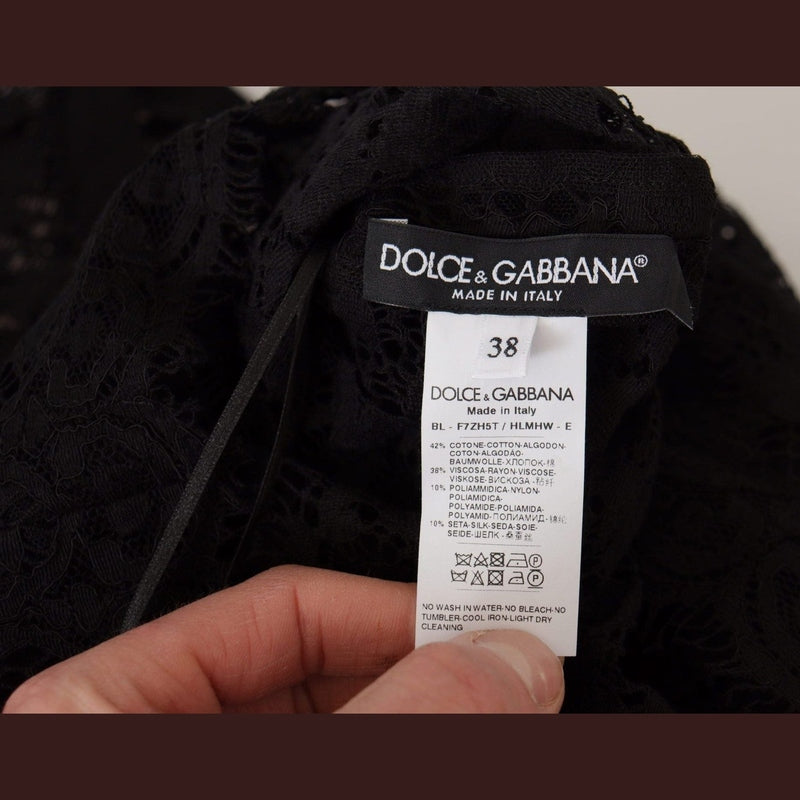 DOLCE & GABBANA®
MADE IN ITALY
38
DOLCE & GABBANA
Made in Italy
BL - F7ZH5T / HLMHW - E
42% COTONE-COTTON-ALGODON-
COTON-ALGODÃO-
BAUMWOLLE-ХЛОПОК-棉
38% VISCOSA-RAYON-VISCOSE-
VISKOSE-ВИСКОЗА-粘纤
10% POLIAMMIDICA-NYLON-
POLIAMIDICA-
POLYAMIDE-POLIAMIDA-
POLYAMID-ПОЛИАМИД-锦纶
10% SETA-SILK-SEDA-SOIE-
SEIDE-ШЕЛК-桑蚕丝
P
P
NO WASH IN WATER-NO BLEACH-NO
TUMBLER-COOL IRON-LIGHT DRY
CLEANING